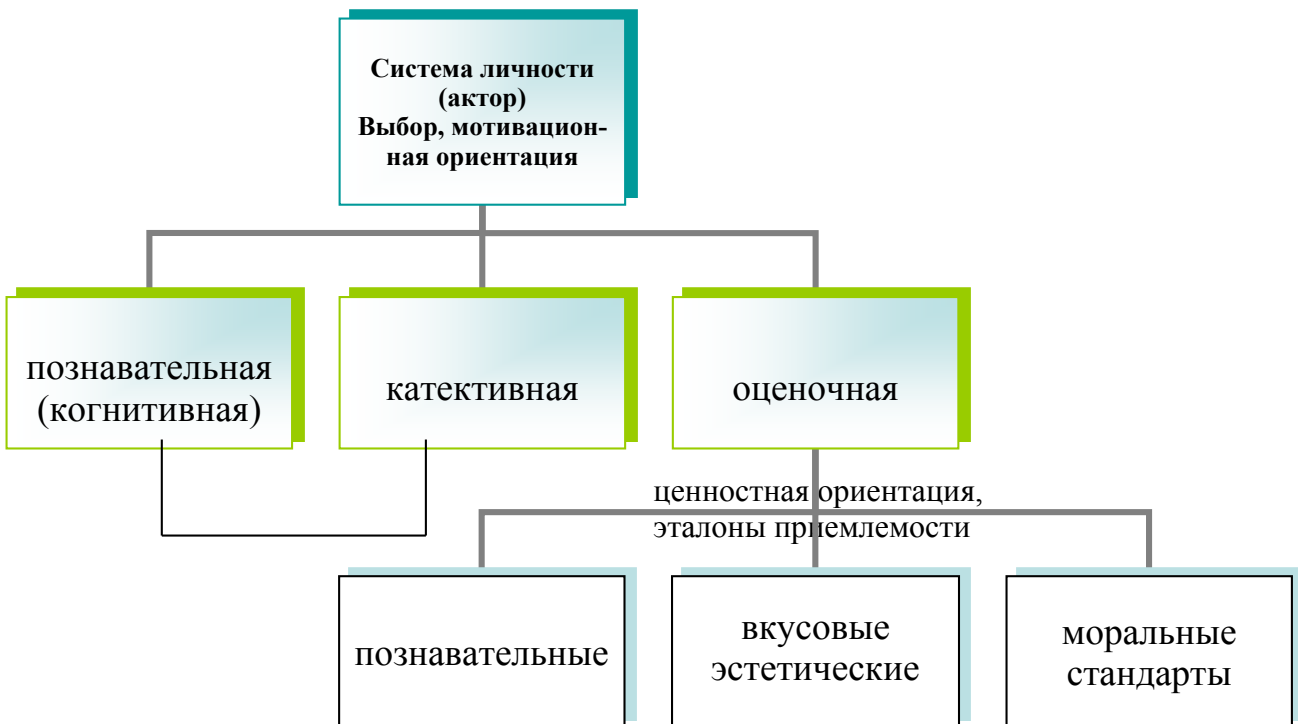 Система личности
(актор)
Выбор, мотивацион-
ная ориентация
познавательная
(когнитивная)
катективная
оценочная
ценностная ориентация,
эталоны приемлемости
познавательные
вкусовые
эстетические
моральные
стандарты